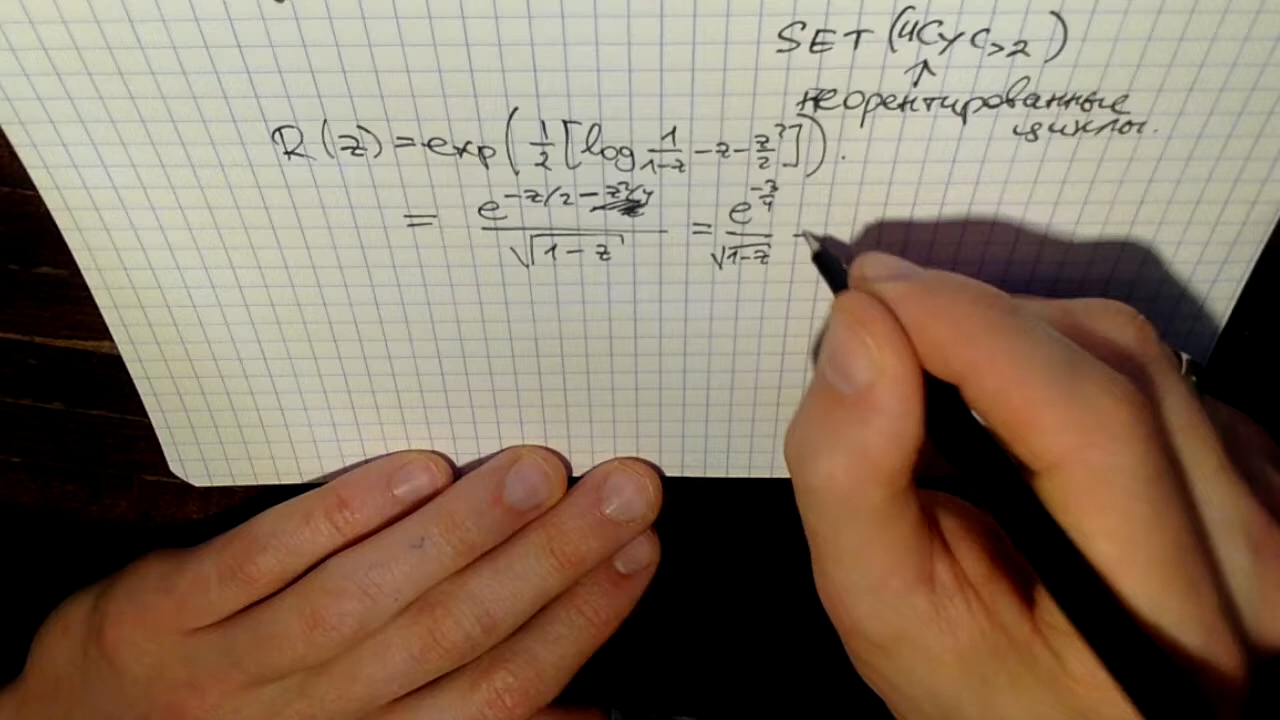 SET (UCyc>2)
↑
неорентированные
циклы.
R(z) = exp(1/2 [log 1/(1-z) - z - z²/2]).
= e^(-z/2 - z²/4) / √(1-z) = e^(-3/4) / √(1-z) -